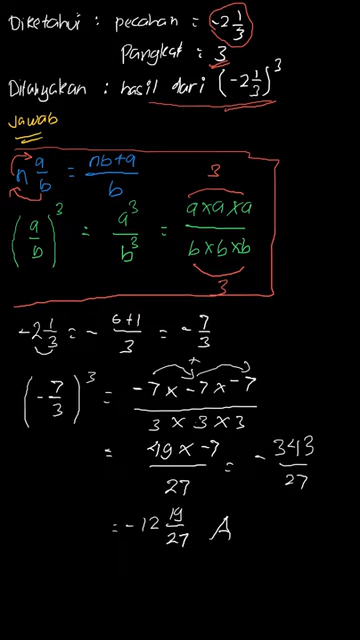 Diketahui : pecahan = -2 1/3
Pangkat : 3
Ditanyakan : hasil dari (-2 1/3)^3
Jawab
n a/b = nb+a/b
3
(a/b)^3 = a^3/b^3 = a×a×a/b×b×b
3
-2 1/3 = - 6+1/3 = - 7/3
+
(-7/3)^3 = -7× -7× -7/3 × 3 × 3
= 49 × -7/27 = - 343/27
= -12 19/27 A